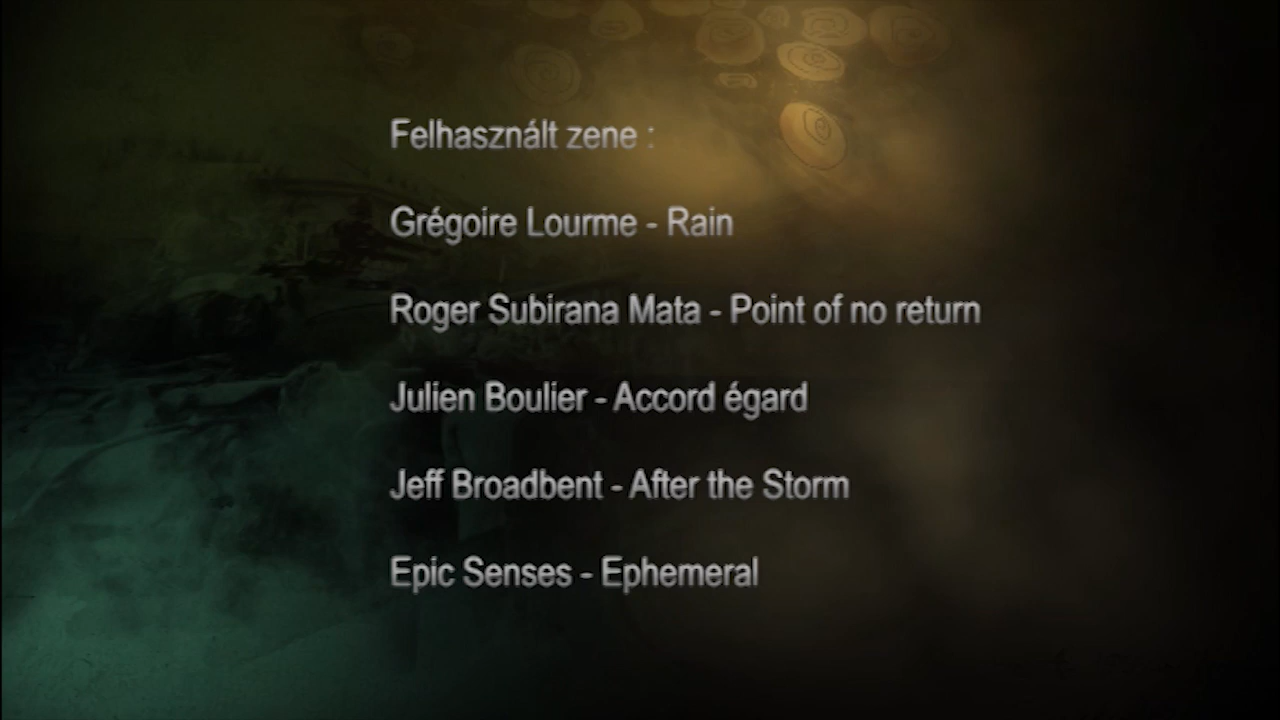 Felhasznált zene :
Grégoire Lourme - Rain
Roger Subirana Mata - Point of no return
Julien Boulier - Accord égard
Jeff Broadbent - After the Storm
Epic Senses - Ephemeral